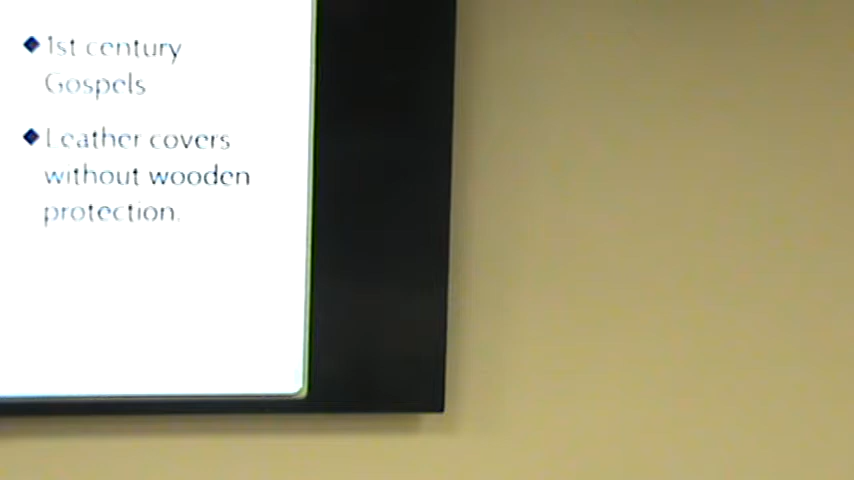 1st century
Gospels
Leather covers
without wooden
protection.